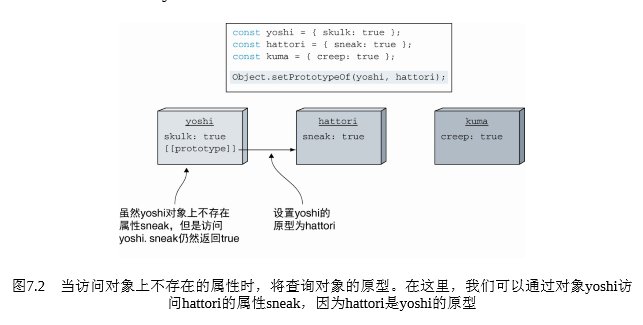 const yoshi = { skulk: true };
const hattori = { sneak: true };
const kuma = { creep: true };
Object.setPrototypeOf(yoshi, hattori);
yoshi
skulk: true
[[prototype]]
hattori
sneak: true
kuma
creep: true
虽然yoshi对象上不存在
属性sneak，但是访问
yoshi. sneak仍然返回true
设置yoshi的
原型为hattori
图7.2 当访问对象上不存在的属性时，将查询对象的原型。在这里，我们可以通过对象yoshi访
问hattori的属性sneak，因为hattori是yoshi的原型